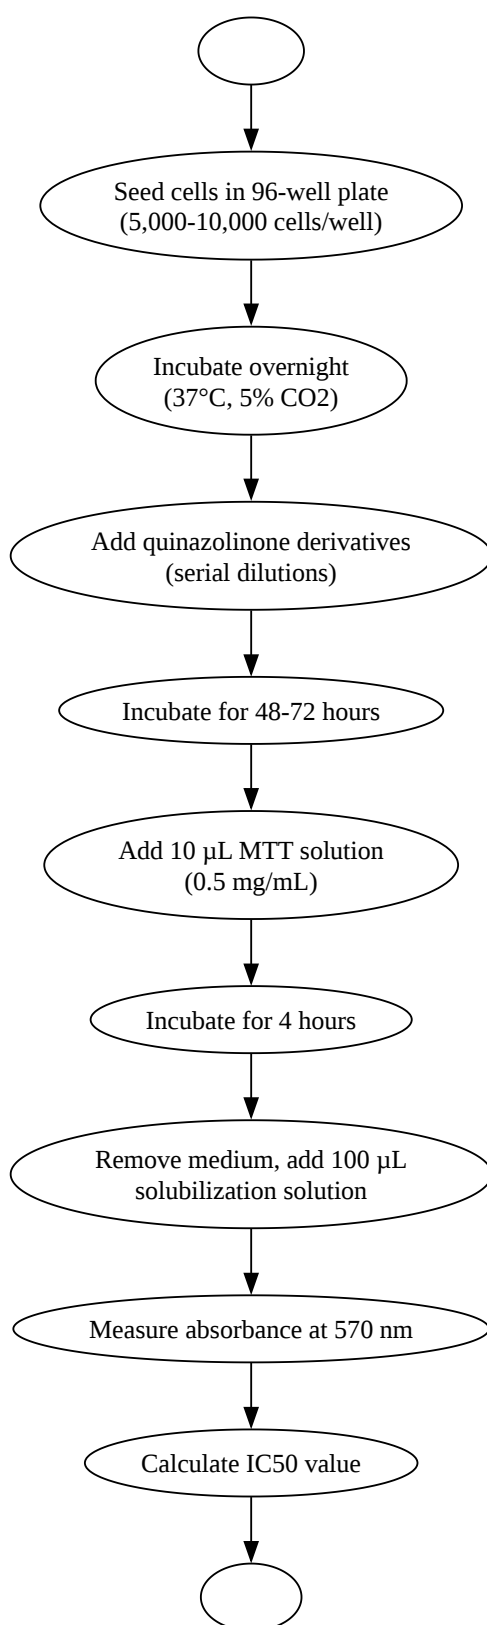 Seed cells in 96-well plate
(5,000-10,000 cells/well)
Incubate overnight
(37°C, 5% CO2)
Add quinazolinone derivatives
(serial dilutions)
Incubate for 48-72 hours
Add 10 µL MTT solution
(0.5 mg/mL)
Incubate for 4 hours
Remove medium, add 100 µL
solubilization solution
Measure absorbance at 570 nm
Calculate IC50 value